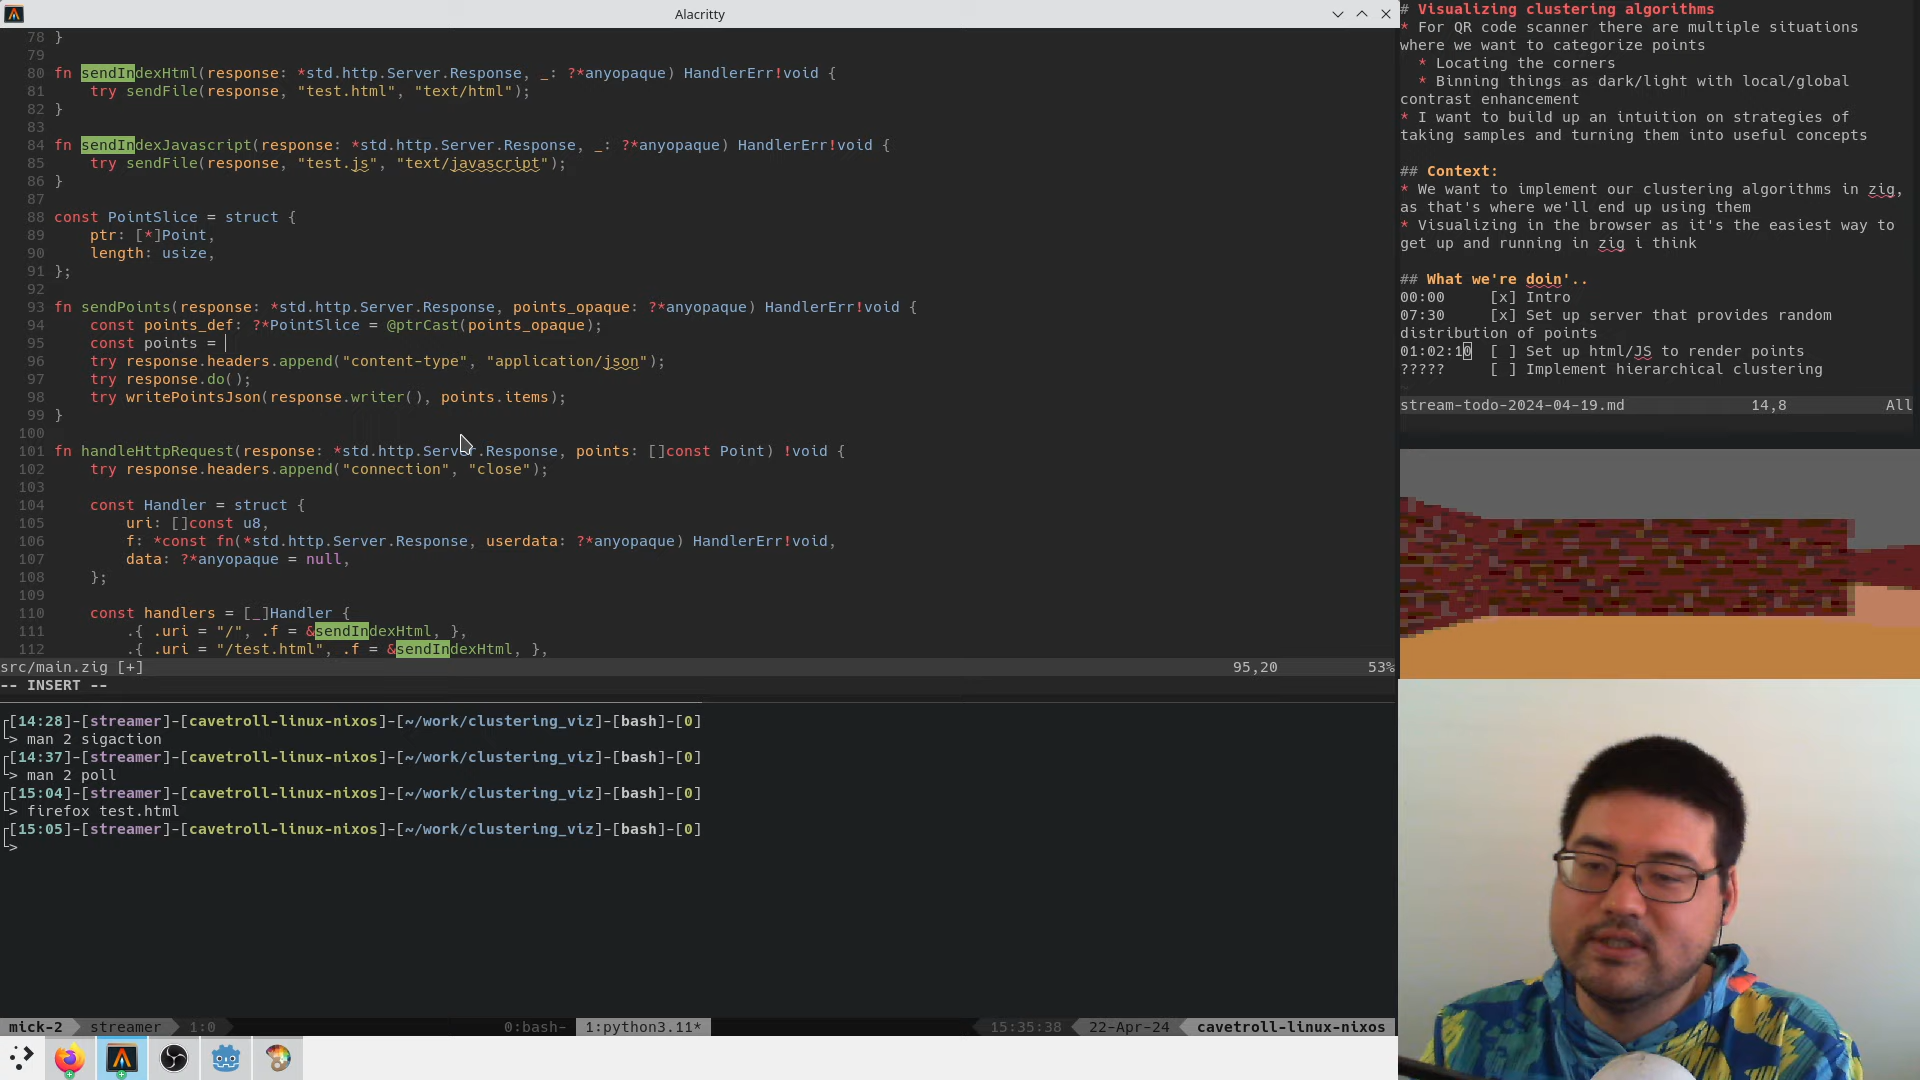 Alacritty
78 }
79
80 fn sendIndexHtml(response: *std.http.Server.Response, _: ?*anyopaque) HandlerErr!void {
81     try sendFile(response, "test.html", "text/html");
82 }
83
84 fn sendIndexJavascript(response: *std.http.Server.Response, _: ?*anyopaque) HandlerErr!void {
85     try sendFile(response, "test.js", "text/javascript");
86 }
87
88 const PointSlice = struct {
89     ptr: [*]Point,
90     length: usize,
91 };
92
93 fn sendPoints(response: *std.http.Server.Response, points_opaque: ?*anyopaque) HandlerErr!void {
94     const points_def: ?*PointSlice = @ptrCast(points_opaque);
95     const points =
96     try response.headers.append("content-type", "application/json");
97     try response.do();
98     try writePointsJson(response.writer(), points.items);
99 }
100
101 fn handleHttpRequest(response: *std.http.Server.Response, points: []const Point) !void {
102     try response.headers.append("connection", "close");
103
104     const Handler = struct {
105         uri: []const u8,
106         f: *const fn(*std.http.Server.Response, userdata: ?*anyopaque) HandlerErr!void,
107         data: ?*anyopaque = null,
108     };
109
110     const handlers = [_]Handler {
111         .{ .uri = "/", .f = &sendIndexHtml, },
112         .{ .uri = "/test.html", .f = &sendIndexHtml, },
src/main.zig [+] 95,20 53%
-- INSERT --
┌[14:28]-[streamer]-[cavetroll-linux-nixos]-[~/work/clustering_viz]-[bash]-[0]
└> man 2 sigaction
┌[14:37]-[streamer]-[cavetroll-linux-nixos]-[~/work/clustering_viz]-[bash]-[0]
└> man 2 poll
┌[15:04]-[streamer]-[cavetroll-linux-nixos]-[~/work/clustering_viz]-[bash]-[0]
└> firefox test.html
┌[15:05]-[streamer]-[cavetroll-linux-nixos]-[~/work/clustering_viz]-[bash]-[0]
└>
mick-2 streamer 1:0 0:bash- 1:python3.11* 15:35:38 22-Apr-24 cavetroll-linux-nixos
# Visualizing clustering algorithms
* For QR code scanner there are multiple situations
where we want to categorize points
  * Locating the corners
  * Binning things as dark/light with local/global
contrast enhancement
* I want to build up an intuition on strategies of
taking samples and turning them into useful concepts
## Context:
* We want to implement our clustering algorithms in zig,
as that's where we'll end up using them
* Visualizing in the browser as it's the easiest way to
get up and running in zig i think
## What we're doin'..
00:00 [x] Intro
07:30 [x] Set up server that provides random
distribution of points
01:02:10 [ ] Set up html/JS to render points
????? [ ] Implement hierarchical clustering
~
stream-todo-2024-04-19.md 14,8 All